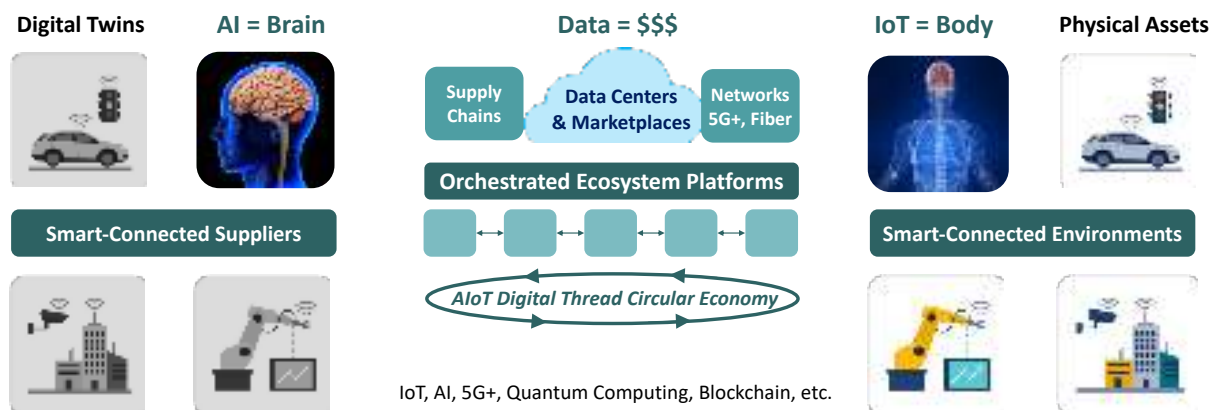 Digital Twins
AI = Brain
Data = $$$
IoT = Body
Physical Assets
Supply
Chains
Data Centers
& Marketplaces
Networks
5G+, Fiber
Orchestrated Ecosystem Platforms
Smart-Connected Suppliers
Smart-Connected Environments
AIoT Digital Thread Circular Economy
IoT, AI, 5G+, Quantum Computing, Blockchain, etc.